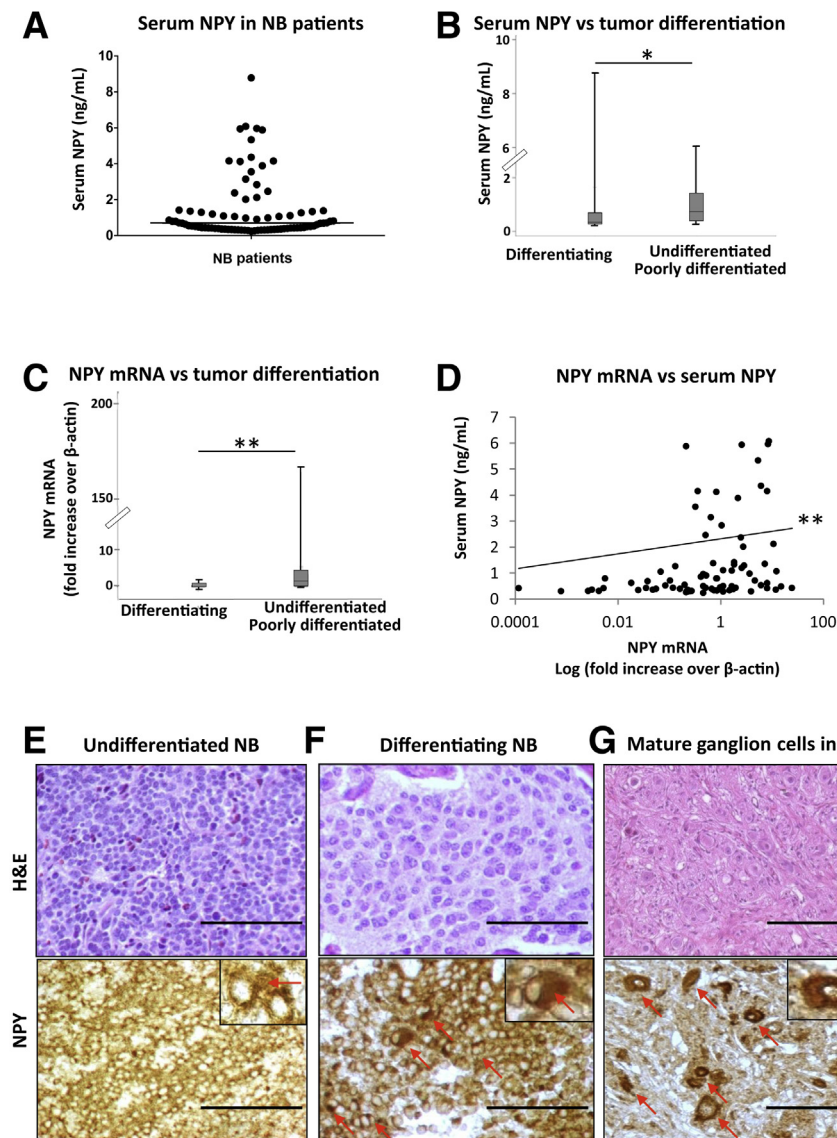 A
Serum NPY in NB patients
Serum NPY (ng/mL)
10
8
6
4
2
0
NB patients
B
Serum NPY vs tumor differentiation
Serum NPY (ng/mL)
10
8
6
2
0
*
Differentiating
Undifferentiated
Poorly differentiated
C
NPY mRNA vs tumor differentiation
NPY mRNA
(fold increase over β-actin)
200
150
10
0
**
Differentiating
Undifferentiated
Poorly differentiated
D
NPY mRNA vs serum NPY
Serum NPY (ng/mL)
7
6
5
4
3
2
1
0
**
0.0001
0.01
1
100
NPY mRNA
Log (fold increase over β-actin)
E
Undifferentiated NB
F
Differentiating NB
G
Mature ganglion cells in
H&E
NPY